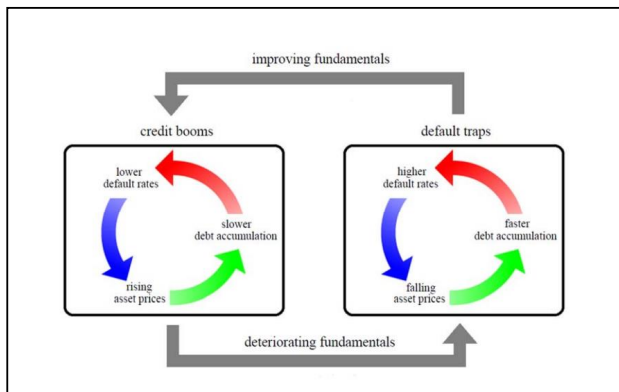 improving fundamentals
credit booms
lower
default rates
slower
debt accumulation
rising
asset prices
default traps
higher
default rates
faster
debt accumulation
falling
asset prices
deteriorating fundamentals